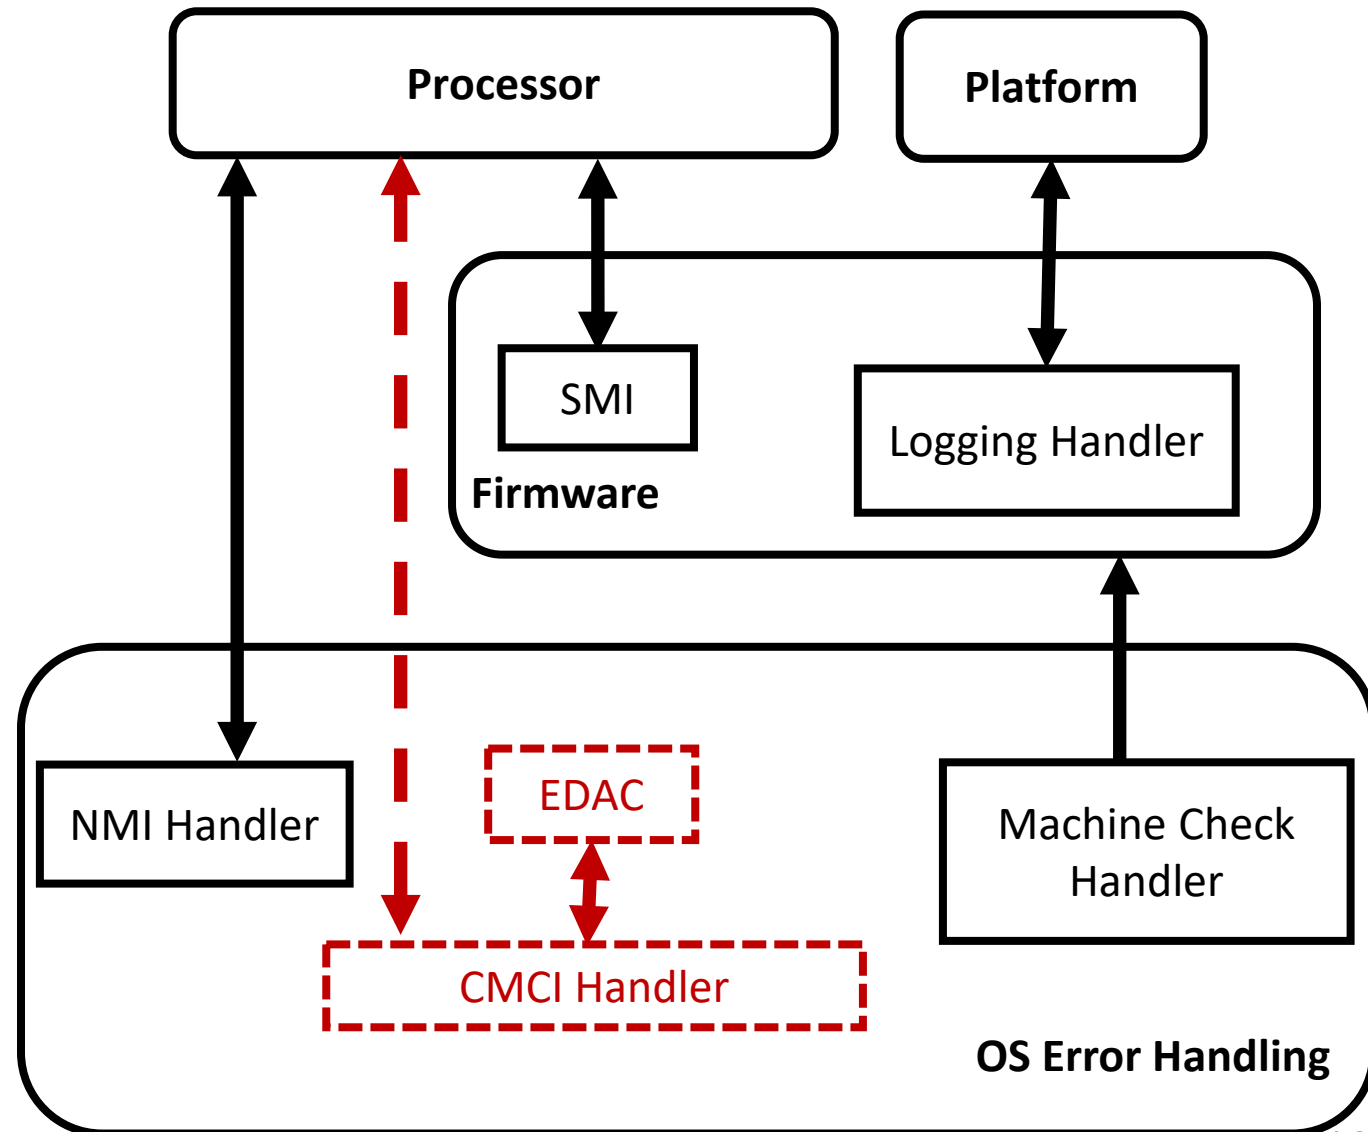 Processor
Platform
SMI
Logging Handler
Firmware
EDAC
NMI Handler
Machine Check
Handler
CMCI Handler
OS Error Handling